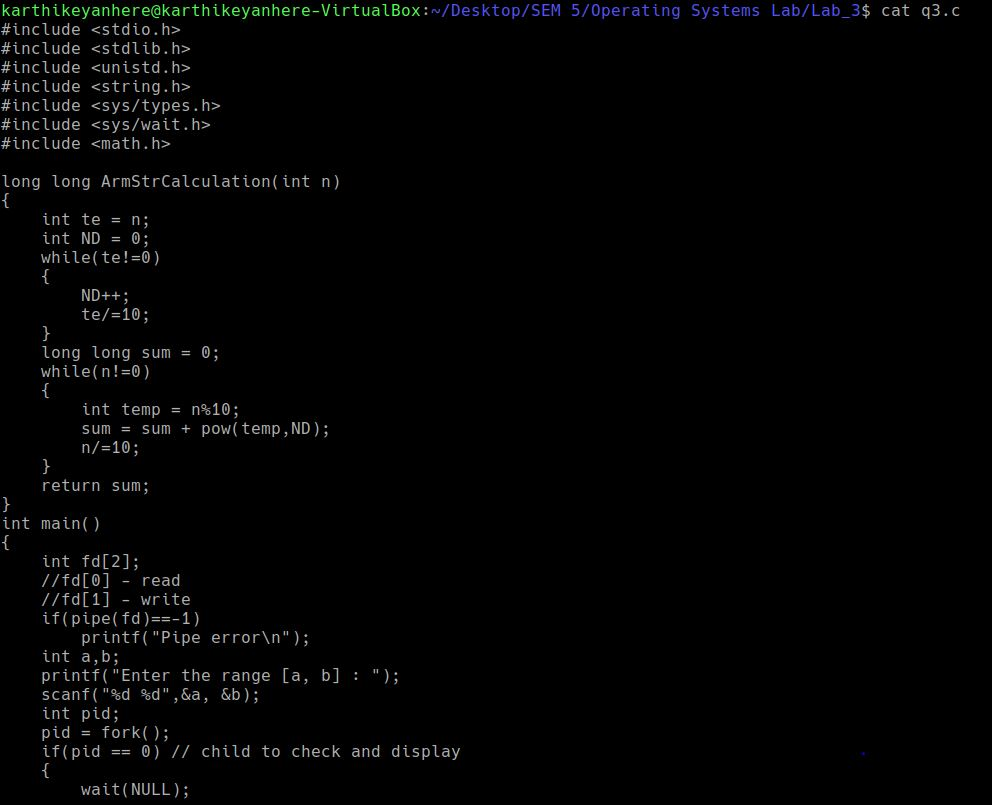 karthikeyanhere@karthikeyanhere-VirtualBox:~/Desktop/SEM 5/Operating Systems Lab/Lab_3$ cat q3.c
#include <stdio.h>
#include <stdlib.h>
#include <unistd.h>
#include <string.h>
#include <sys/types.h>
#include <sys/wait.h>
#include <math.h>

long long ArmStrCalculation(int n)
{
    int te = n;
    int ND = 0;
    while(te!=0)
    {
        ND++;
        te/=10;
    }
    long long sum = 0;
    while(n!=0)
    {
        int temp = n%10;
        sum = sum + pow(temp,ND);
        n/=10;
    }
    return sum;
}
int main()
{
    int fd[2];
    //fd[0] - read
    //fd[1] - write
    if(pipe(fd)==-1)
        printf("Pipe error\n");
    int a,b;
    printf("Enter the range [a, b] : ");
    scanf("%d %d",&a, &b);
    int pid;
    pid = fork();
    if(pid == 0) // child to check and display
    {
        wait(NULL);